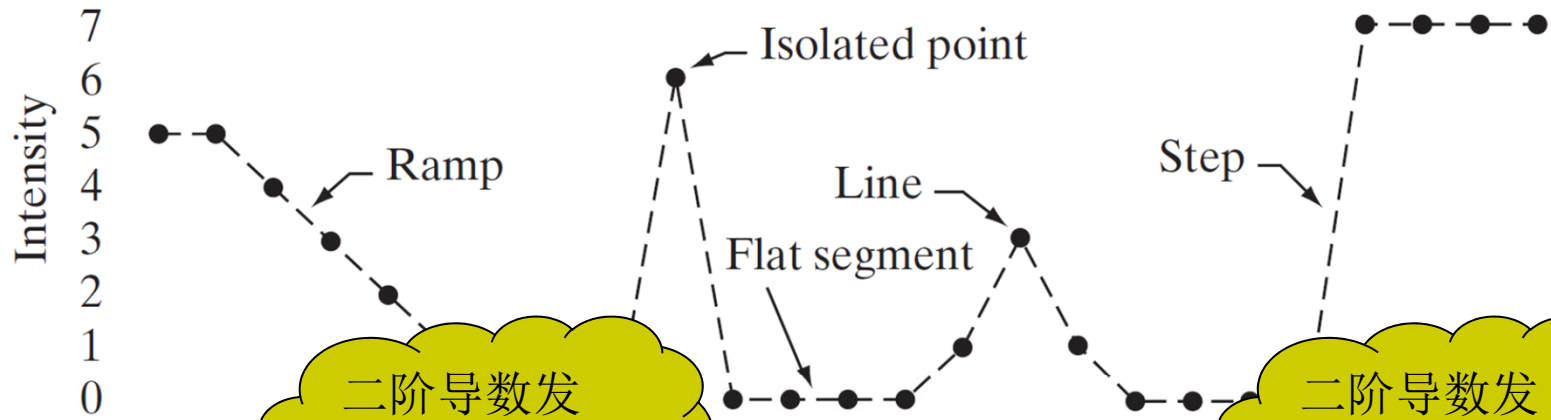 7
Isolated point
6
Intensity
5
Step
Ramp
4
Line
3
Flat segment
2
1
0
二阶导数发
二阶导数发